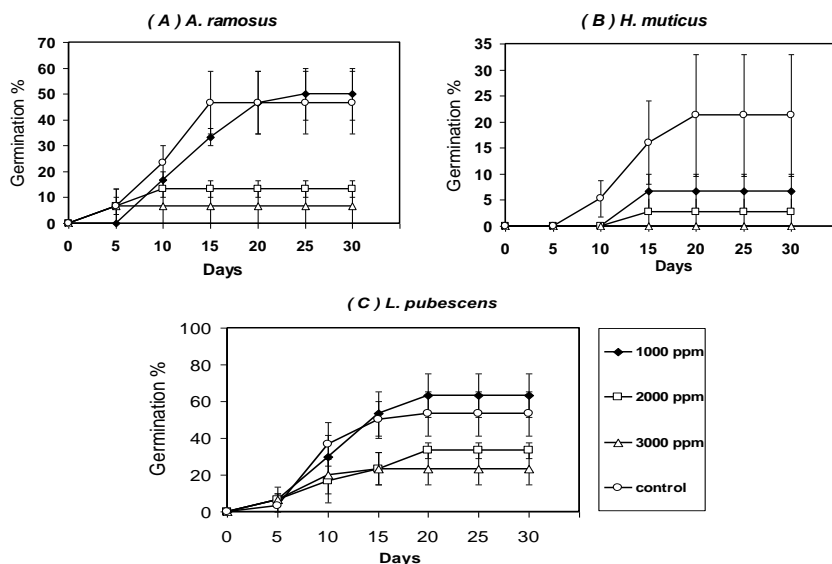 ( A ) A. ramosus
Germination %
70
60
50
40
30
20
10
0
0 5 10 15 20 25 30
Days
( B ) H. muticus
Germination %
35
30
25
20
15
10
5
0
0 5 10 15 20 25 30
Days
( C ) L. pubescens
Germination %
100
80
60
40
20
0
0 5 10 15 20 25 30
Days
1000 ppm
2000 ppm
3000 ppm
control